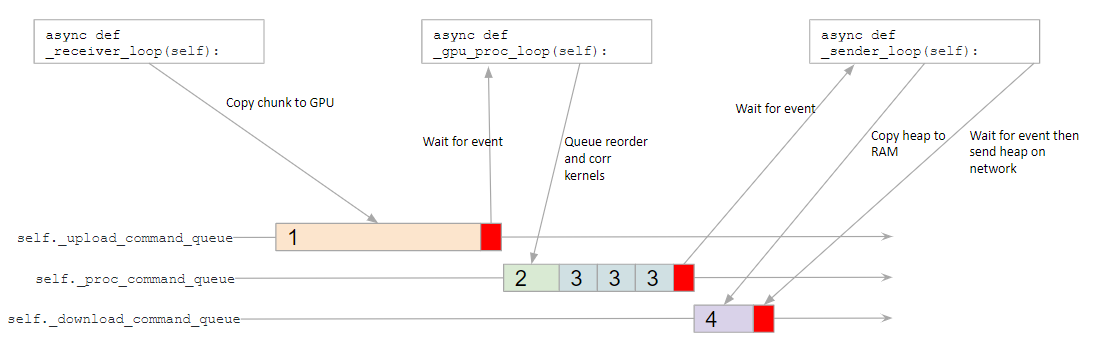 async def
_receiver_loop(self):
async def
_gpu_proc_loop(self):
async def
_sender_loop(self):
Copy chunk to GPU
Wait for event
Queue reorder
and corr
kernels
Wait for event
Copy heap to
RAM
Wait for event then
send heap on
network
self._upload_command_queue
1
self._proc_command_queue
2
3
3
3
self._download_command_queue
4